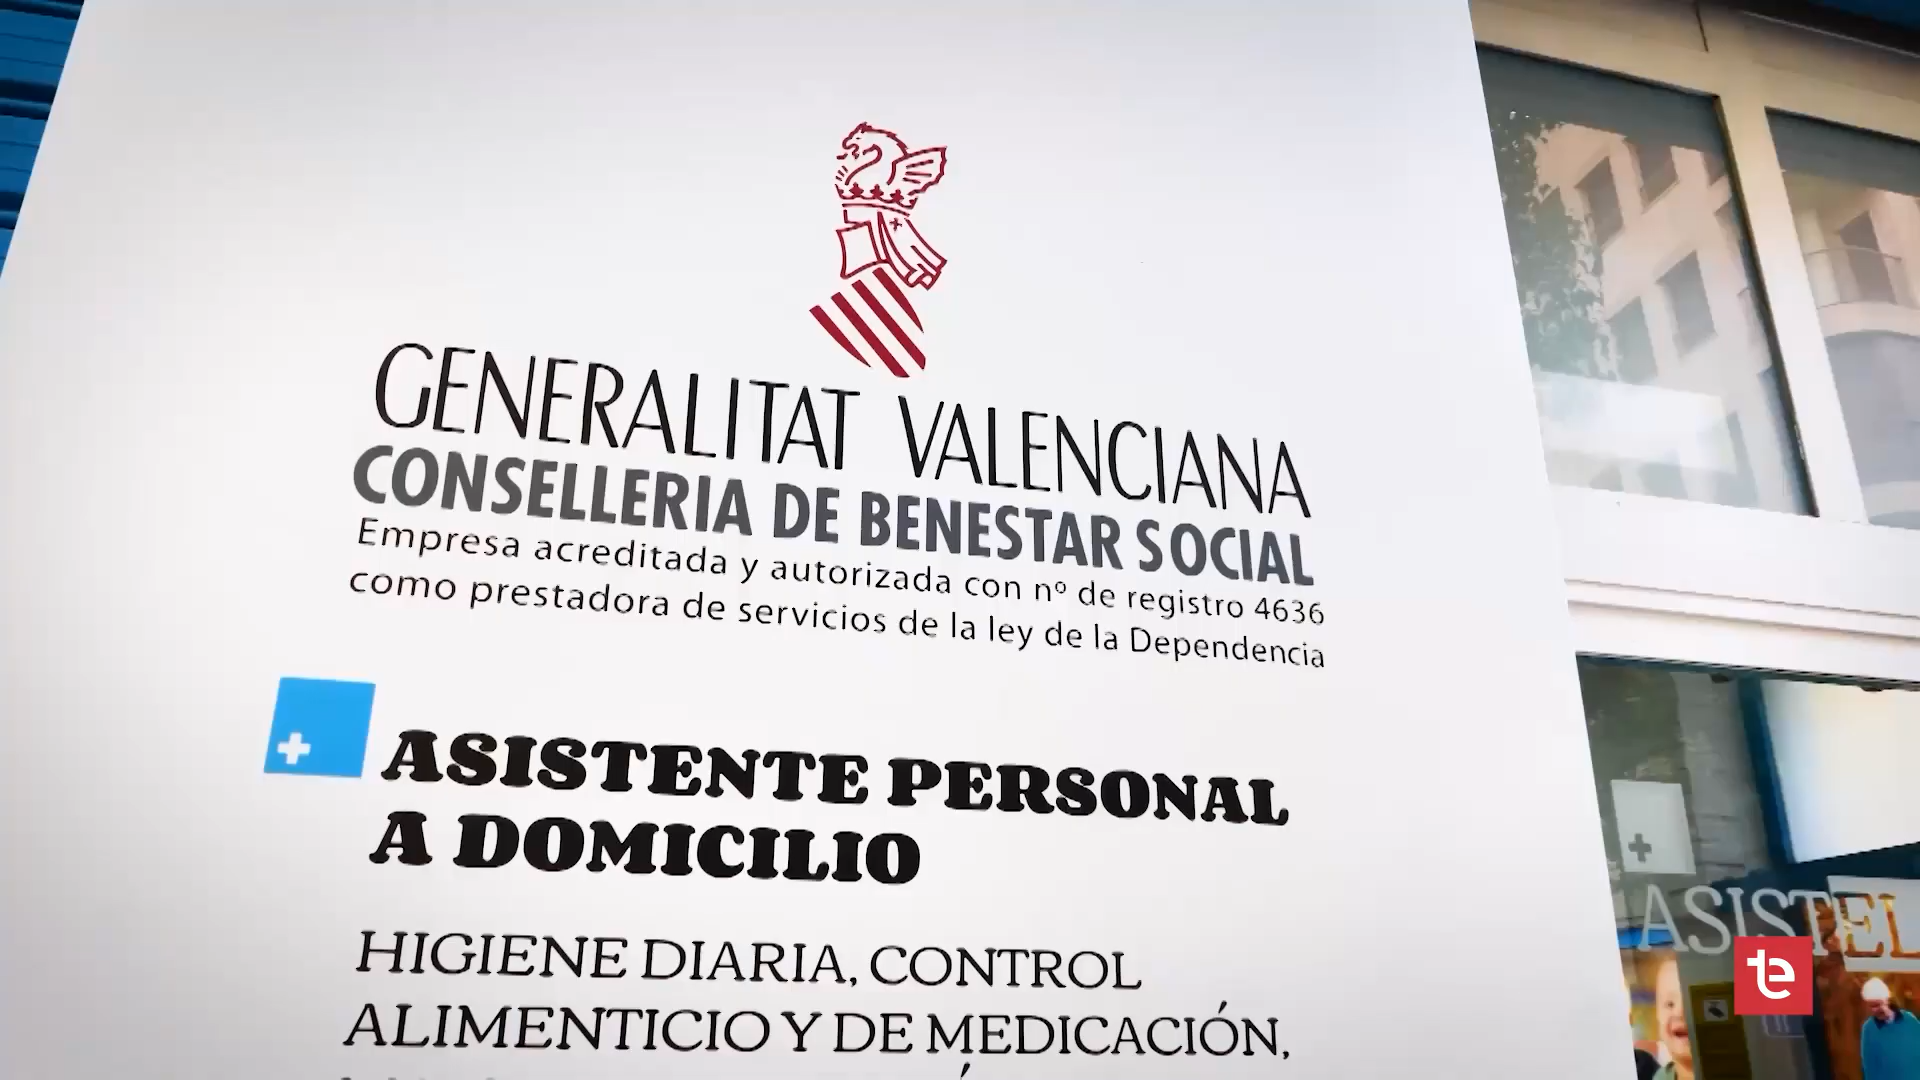 GENERALITAT VALENCIANA
CONSELLERIA DE BENESTAR SOCIAL
Empresa acreditada y autorizada con nº de registro 4636
como prestadora de servicios de la ley de la Dependencia
ASISTENTE PERSONAL
A DOMICILIO
HIGIENE DIARIA, CONTROL
ALIMENTICIO Y DE MEDICACIÓN,
ASISTEL
te